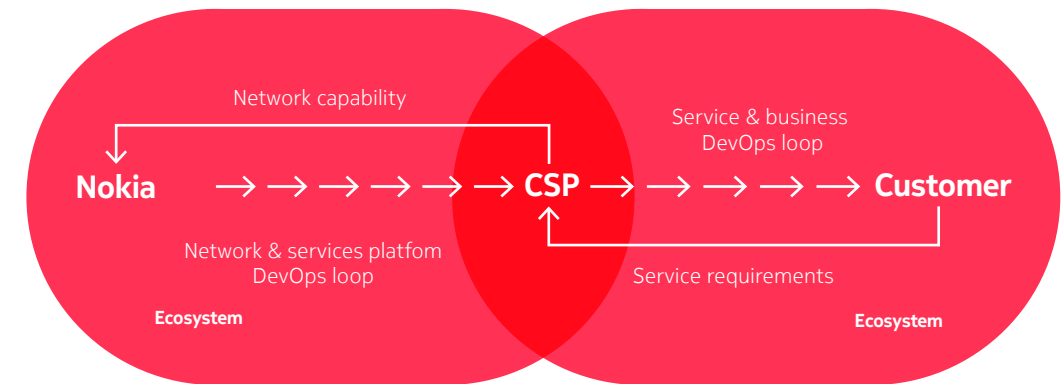 Network capability
Service & business
DevOps loop
Nokia
CSP
Customer
Network & services platfom
DevOps loop
Service requirements
Ecosystem
Ecosystem